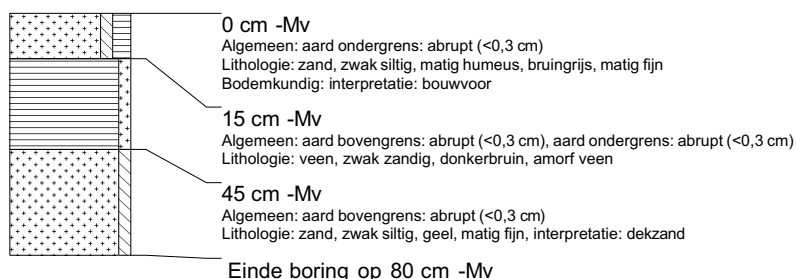 0 cm -Mv
Algemeen: aard ondergrens: abrupt (<0,3 cm)
Lithologie: zand, zwak siltig, matig humeus, bruingrijs, matig fijn
Bodemkundig: interpretatie: bouwvoor
15 cm -Mv
Algemeen: aard bovengrens: abrupt (<0,3 cm), aard ondergrens: abrupt (<0,3 cm)
Lithologie: veen, zwak zandig, donkerbruin, amorf veen
45 cm -Mv
Algemeen: aard bovengrens: abrupt (<0,3 cm)
Lithologie: zand, zwak siltig, geel, matig fijn, interpretatie: dekzand
Einde boring op 80 cm -Mv